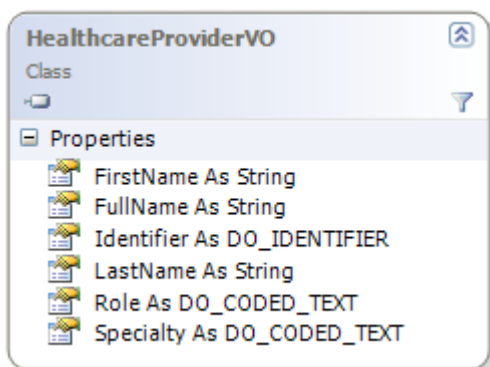 HealthcareProviderVO
Class
Properties
FirstName As String
FullName As String
Identifier As DO_IDENTIFIER
LastName As String
Role As DO_CODED_TEXT
Specialty As DO_CODED_TEXT